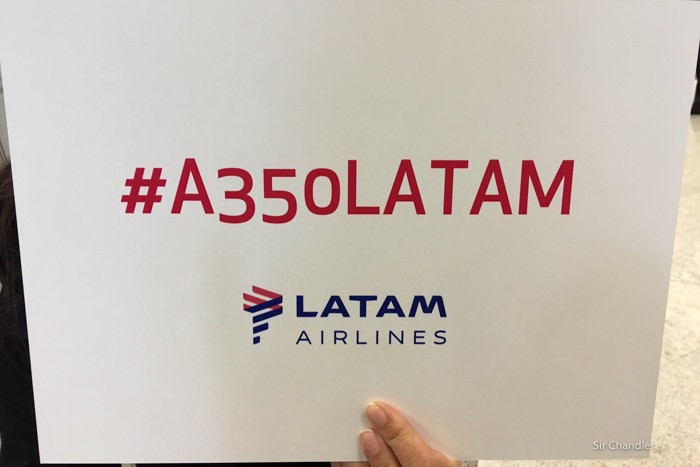 #A350LATAM
LATAM
AIRLINES
Sir Chandler